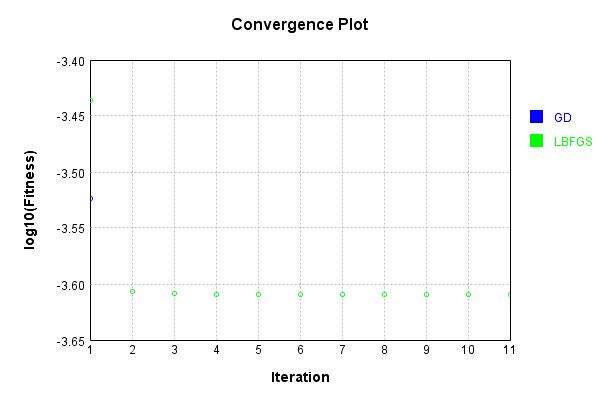 Convergence Plot
log10(Fitness)
-3.40
-3.45
-3.50
-3.55
-3.60
-3.65
1 2 3 4 5 6 7 8 9 10 11
Iteration
GD
LBFGS